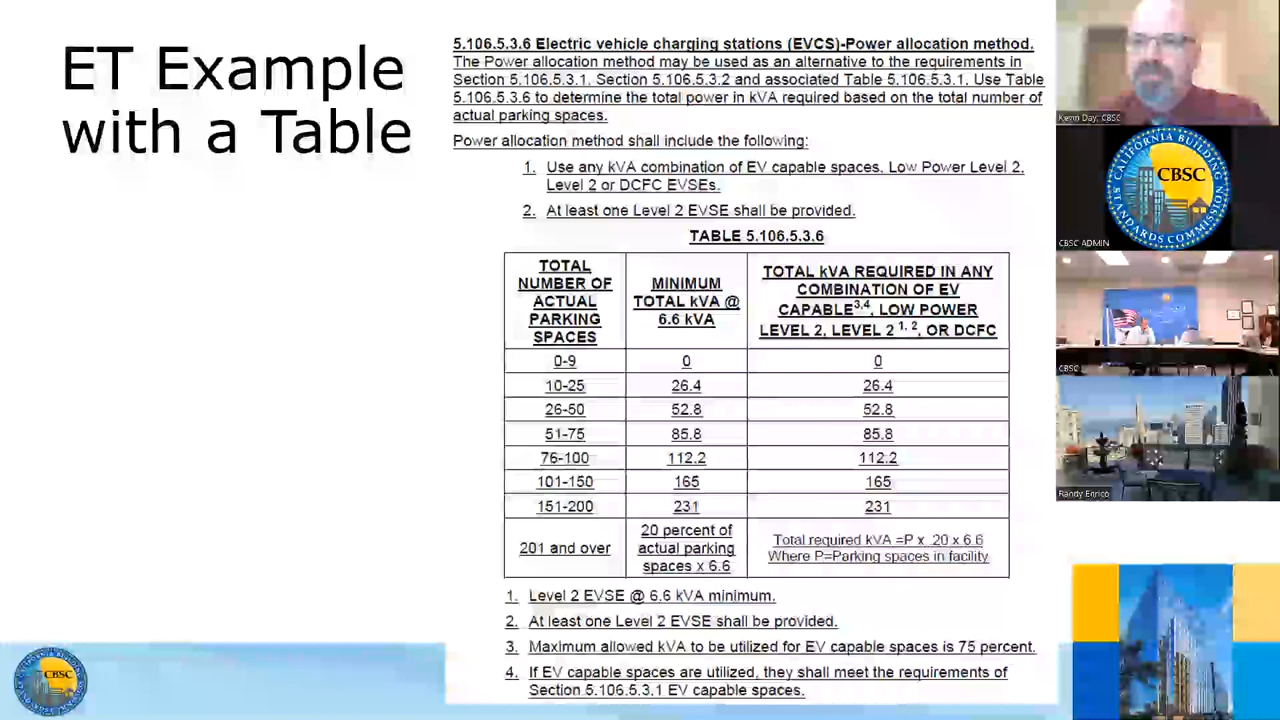 ET Example
with a Table
5.106.5.3.6 Electric vehicle charging stations (EVCS)-Power allocation method.
The Power allocation method may be used as an alternative to the requirements in
Section 5.106.5.3.1, Section 5.106.5.3.2 and associated Table 5.106.5.3.1. Use Table
5.106.5.3.6 to determine the total power in kVA required based on the total number of
actual parking spaces.
Power allocation method shall include the following:
1. Use any kVA combination of EV capable spaces, Low Power Level 2,
Level 2 or DCFC EVSEs.
2. At least one Level 2 EVSE shall be provided.
TABLE 5.106.5.3.6
TOTAL
NUMBER OF
ACTUAL
PARKING
SPACES
MINIMUM
TOTAL kVA @
6.6 kVA
TOTAL kVA REQUIRED IN ANY
COMBINATION OF EV
CAPABLE3,4, LOW POWER
LEVEL 2, LEVEL 2 1, 2, OR DCFC
0-9 0 0
10-25 26.4 26.4
26-50 52.8 52.8
51-75 85.8 85.8
76-100 112.2 112.2
101-150 165 165
151-200 231 231
201 and over
20 percent of
actual parking
spaces x 6.6
Total required kVA =P x .20 x 6.6
Where P=Parking spaces in facility
1. Level 2 EVSE @ 6.6 kVA minimum.
2. At least one Level 2 EVSE shall be provided.
3. Maximum allowed kVA to be utilized for EV capable spaces is 75 percent.
4. If EV capable spaces are utilized, they shall meet the requirements of
Section 5.106.5.3.1 EV capable spaces.
Kevin Day, CBSC
CALIFORNIA BUILDING
STANDARDS COMMISSION
CBSC
CBSC ADMIN
CBSC
Randy Enrico
CBSC